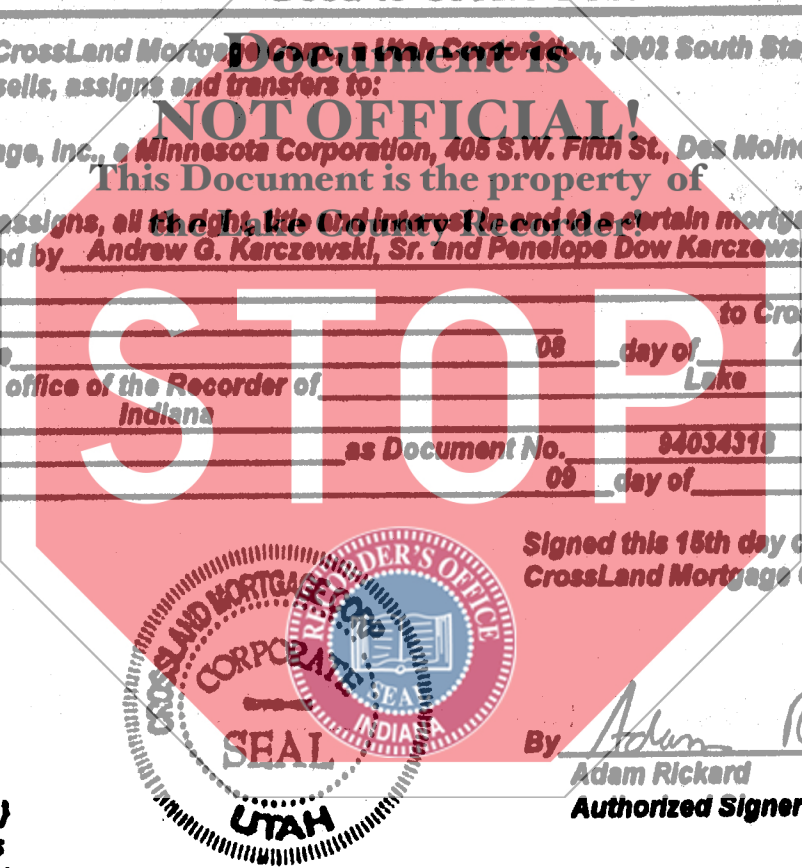 CrossLand Mortgage Corp., a Utah Corporation, 3902 South Sta
Document is
sells, assigns and transfers to:
NOT OFFICIAL!
age, Inc., a Minnesota Corporation, 405 S.W. Fifth St., Des Moine
This Document is the property of
assigns, all the right, title and interest in and to a certain mortg
the Lake County Recorder!
ed by Andrew G. Karczewski, Sr. and Penelope Dow Karczews
STOP
to Cros
08 day of A
office of the Recorder of Lake
Indiana
as Document No. 94034318
09 day of
Signed this 15th day o
CrossLand Mortgage C
CROSSLAND MORTGAGE CORP
CORPORATE
SEAL
UTAH
RECORDER'S OFFICE
SEAL
INDIANA
By Adam R
Adam Rickard
Authorized Signer